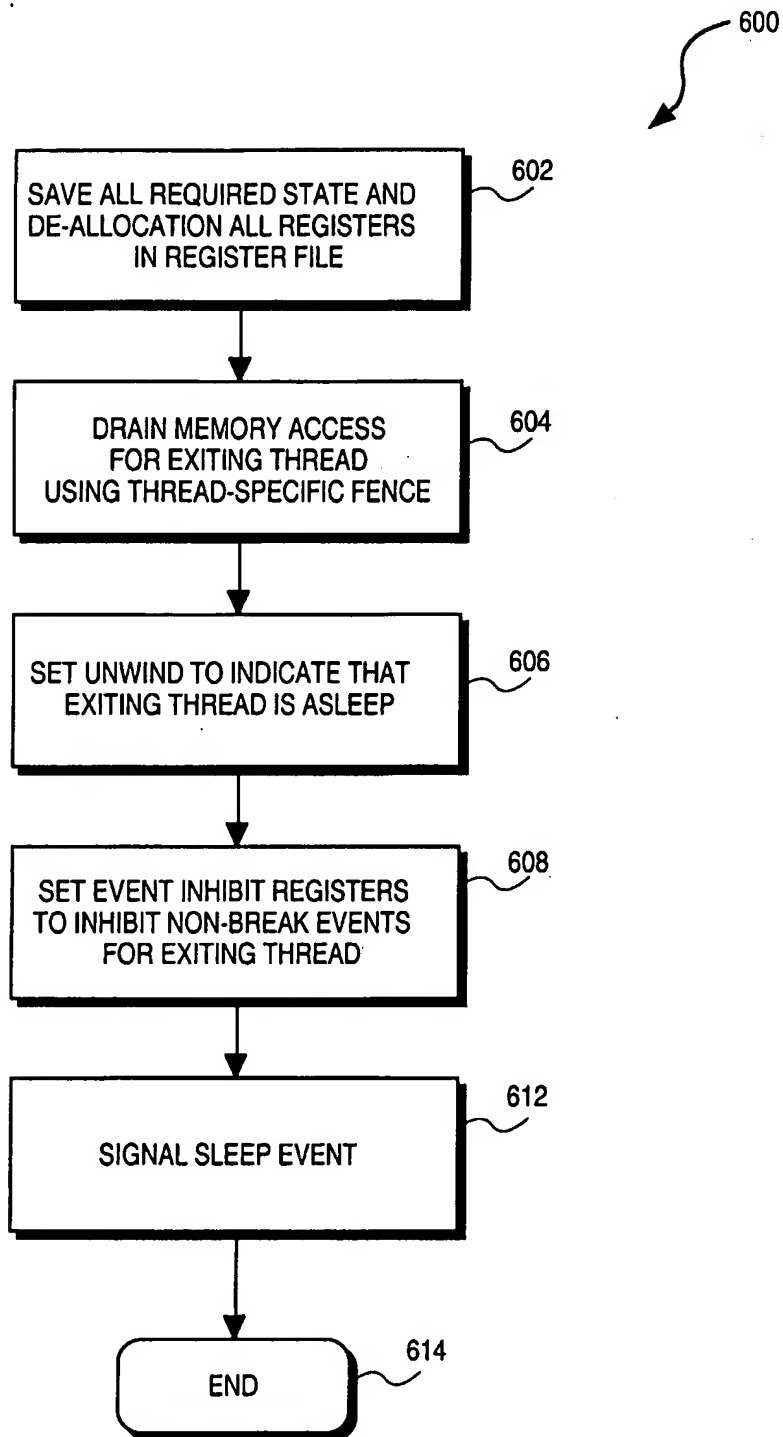 600
SAVE ALL REQUIRED STATE AND
DE-ALLOCATION ALL REGISTERS
IN REGISTER FILE
602
DRAIN MEMORY ACCESS
FOR EXITING THREAD
USING THREAD-SPECIFIC FENCE
604
SET UNWIND TO INDICATE THAT
EXITING THREAD IS ASLEEP
606
SET EVENT INHIBIT REGISTERS
TO INHIBIT NON-BREAK EVENTS
FOR EXITING THREAD
608
SIGNAL SLEEP EVENT
612
END
614